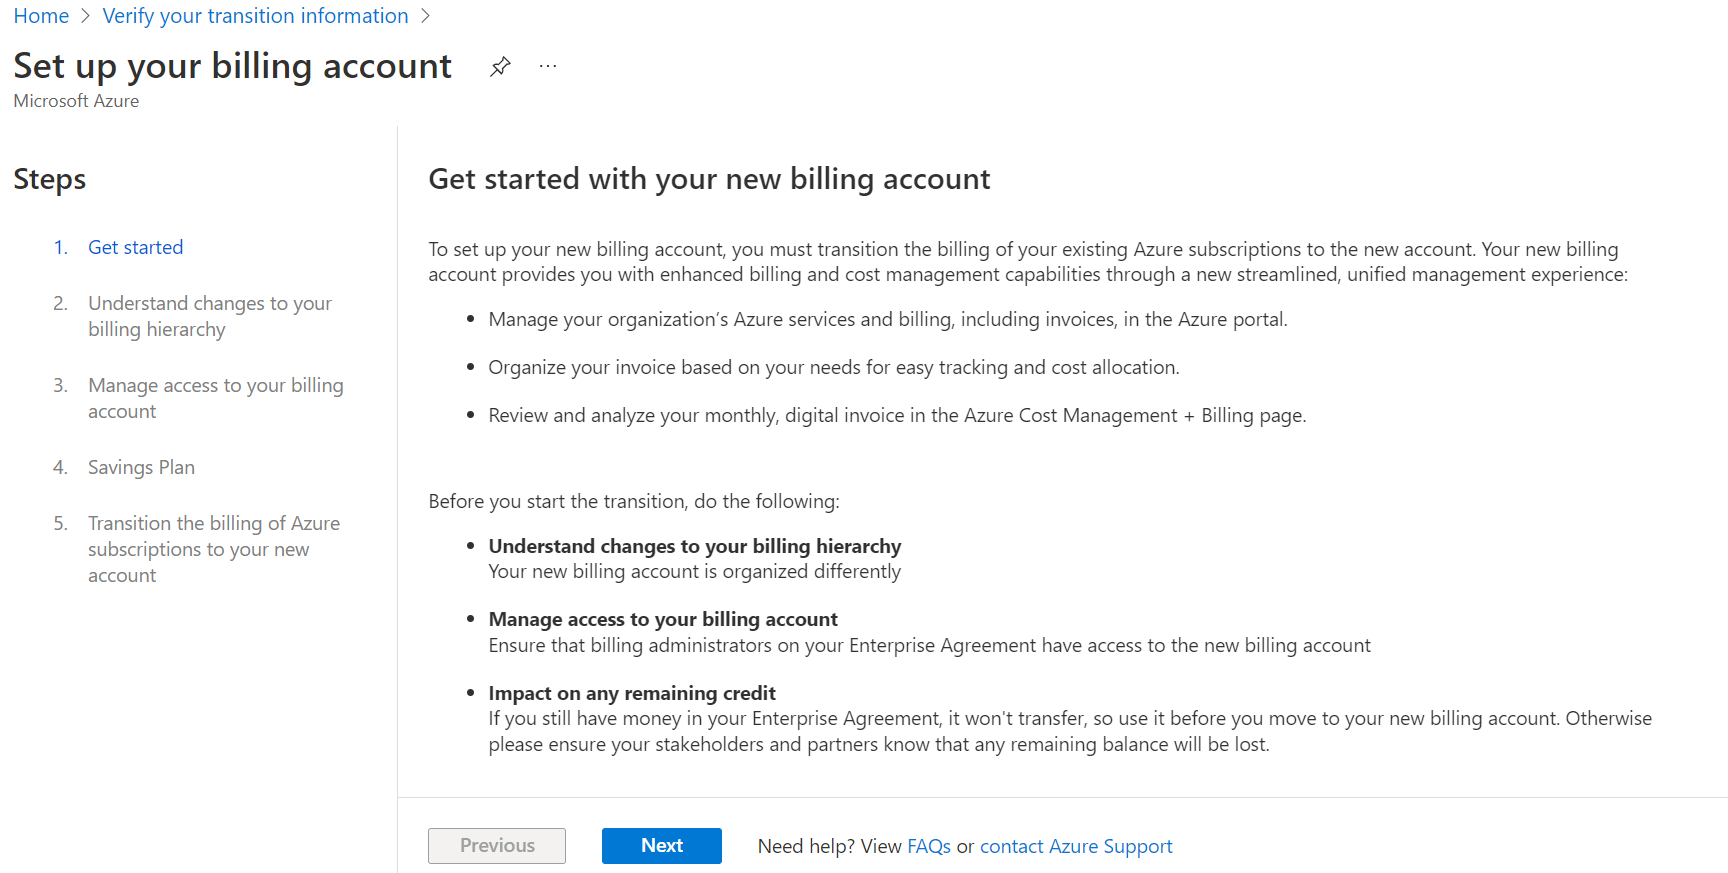 Home > Verify your transition information >
Set up your billing account ...
Microsoft Azure
Steps
1. Get started
2. Understand changes to your
billing hierarchy
3. Manage access to your billing
account
4. Savings Plan
5. Transition the billing of Azure
subscriptions to your new
account
Get started with your new billing account
To set up your new billing account, you must transition the billing of your existing Azure subscriptions to the new account. Your new billing
account provides you with enhanced billing and cost management capabilities through a new streamlined, unified management experience:
• Manage your organization’s Azure services and billing, including invoices, in the Azure portal.
• Organize your invoice based on your needs for easy tracking and cost allocation.
• Review and analyze your monthly, digital invoice in the Azure Cost Management + Billing page.
Before you start the transition, do the following:
• Understand changes to your billing hierarchy
Your new billing account is organized differently
• Manage access to your billing account
Ensure that billing administrators on your Enterprise Agreement have access to the new billing account
• Impact on any remaining credit
If you still have money in your Enterprise Agreement, it won't transfer, so use it before you move to your new billing account. Otherwise
please ensure your stakeholders and partners know that any remaining balance will be lost.
Previous Next Need help? View FAQs or contact Azure Support